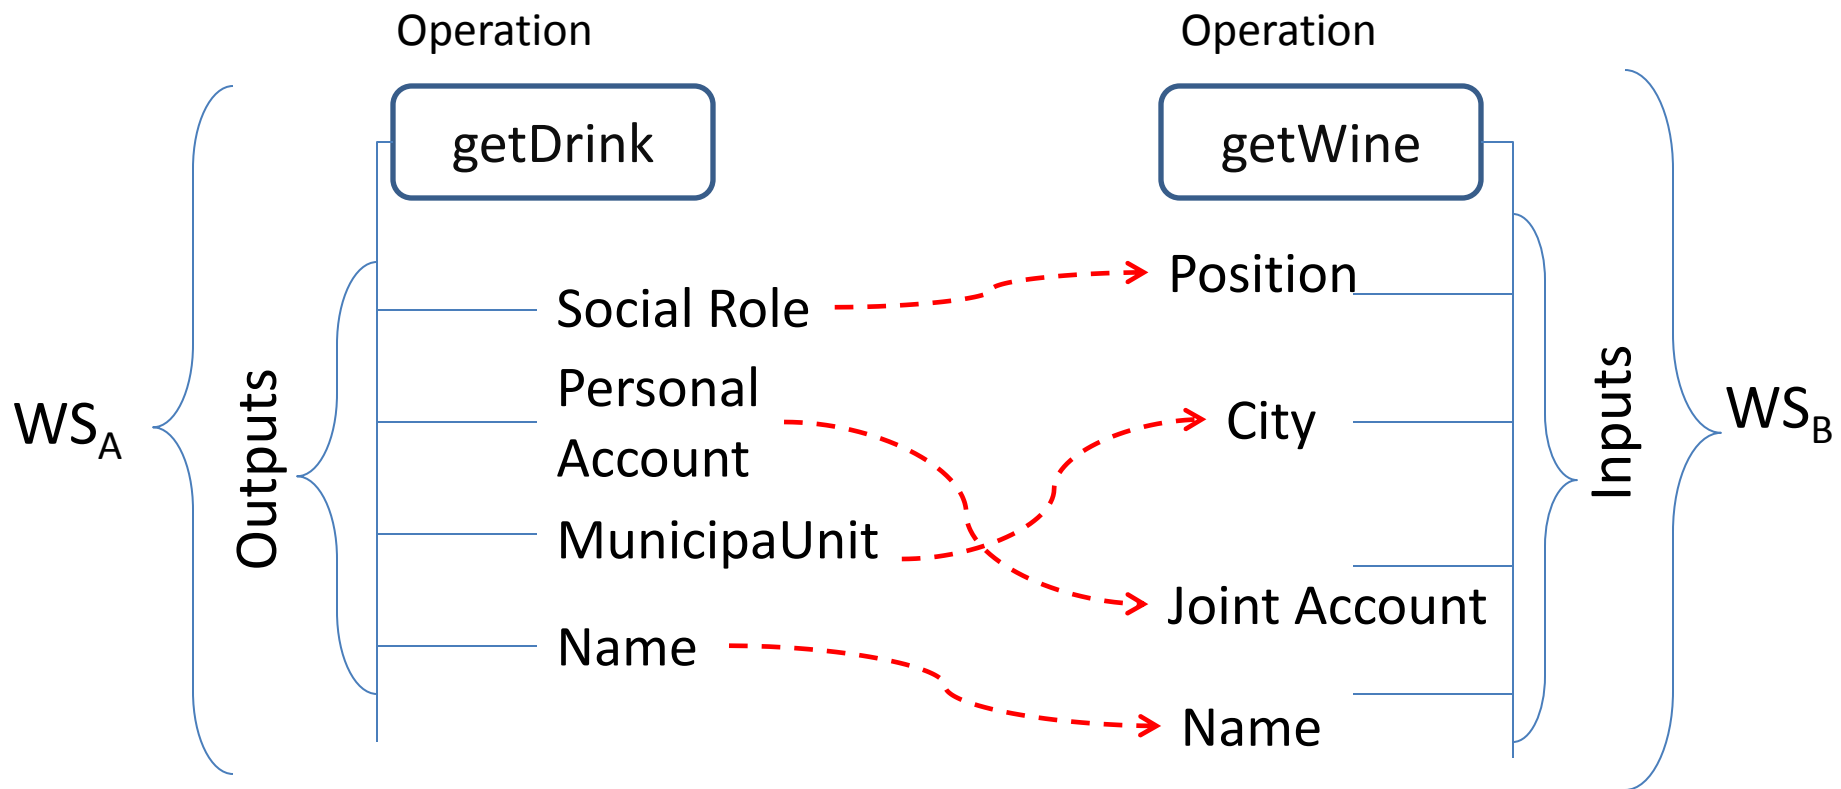 Operation
Operation
getDrink
getWine
Social Role
Position
Personal
Account
City
MunicipaUnit
Joint Account
Name
Name
WSA
Outputs
Inputs
WSB